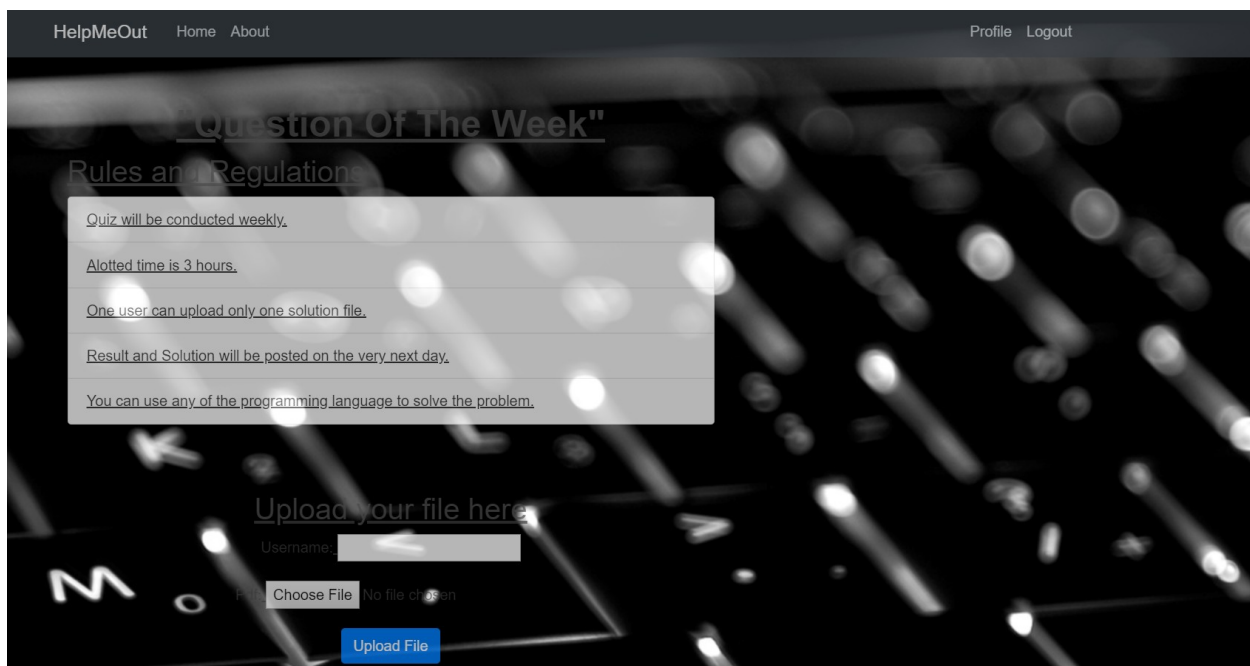 HelpMeOut Home About Profile Logout
"Question Of The Week"
Rules and Regulations
Quiz will be conducted weekly.
Alotted time is 3 hours.
One user can upload only one solution file.
Result and Solution will be posted on the very next day.
You can use any of the programming language to solve the problem.
K L
Upload your file here
Username:
Choose File No file chosen
M
Upload File